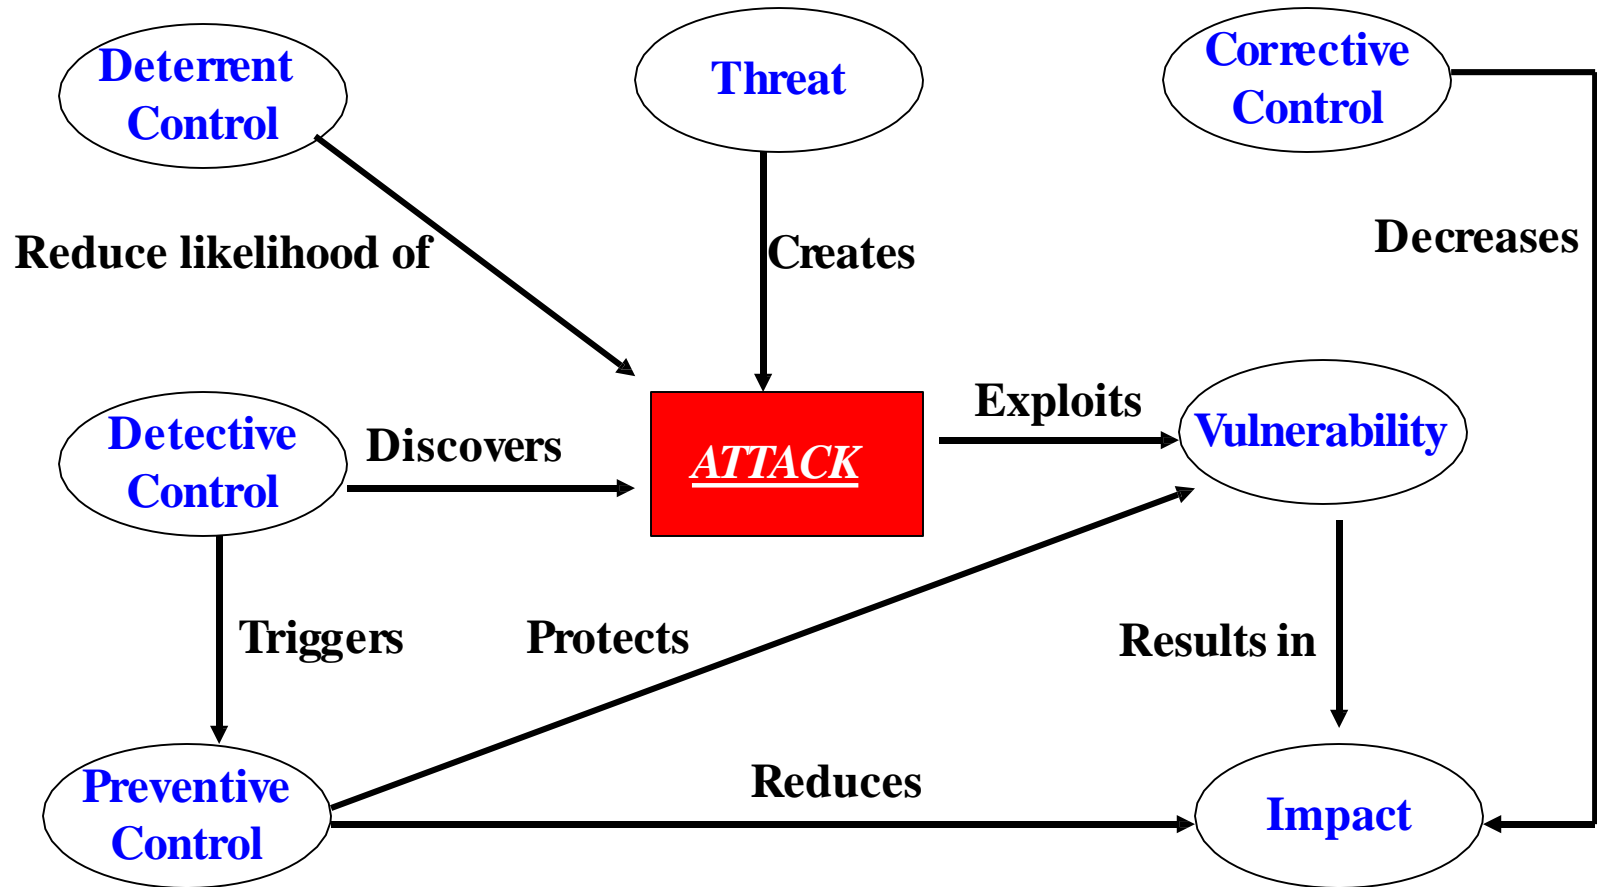 Deterrent
Control
Threat
Corrective
Control
Reduce likelihood of
Creates
Decreases
Detective
Control
Discovers
ATTACK
Exploits
Vulnerability
Triggers
Protects
Results in
Preventive
Control
Reduces
Impact